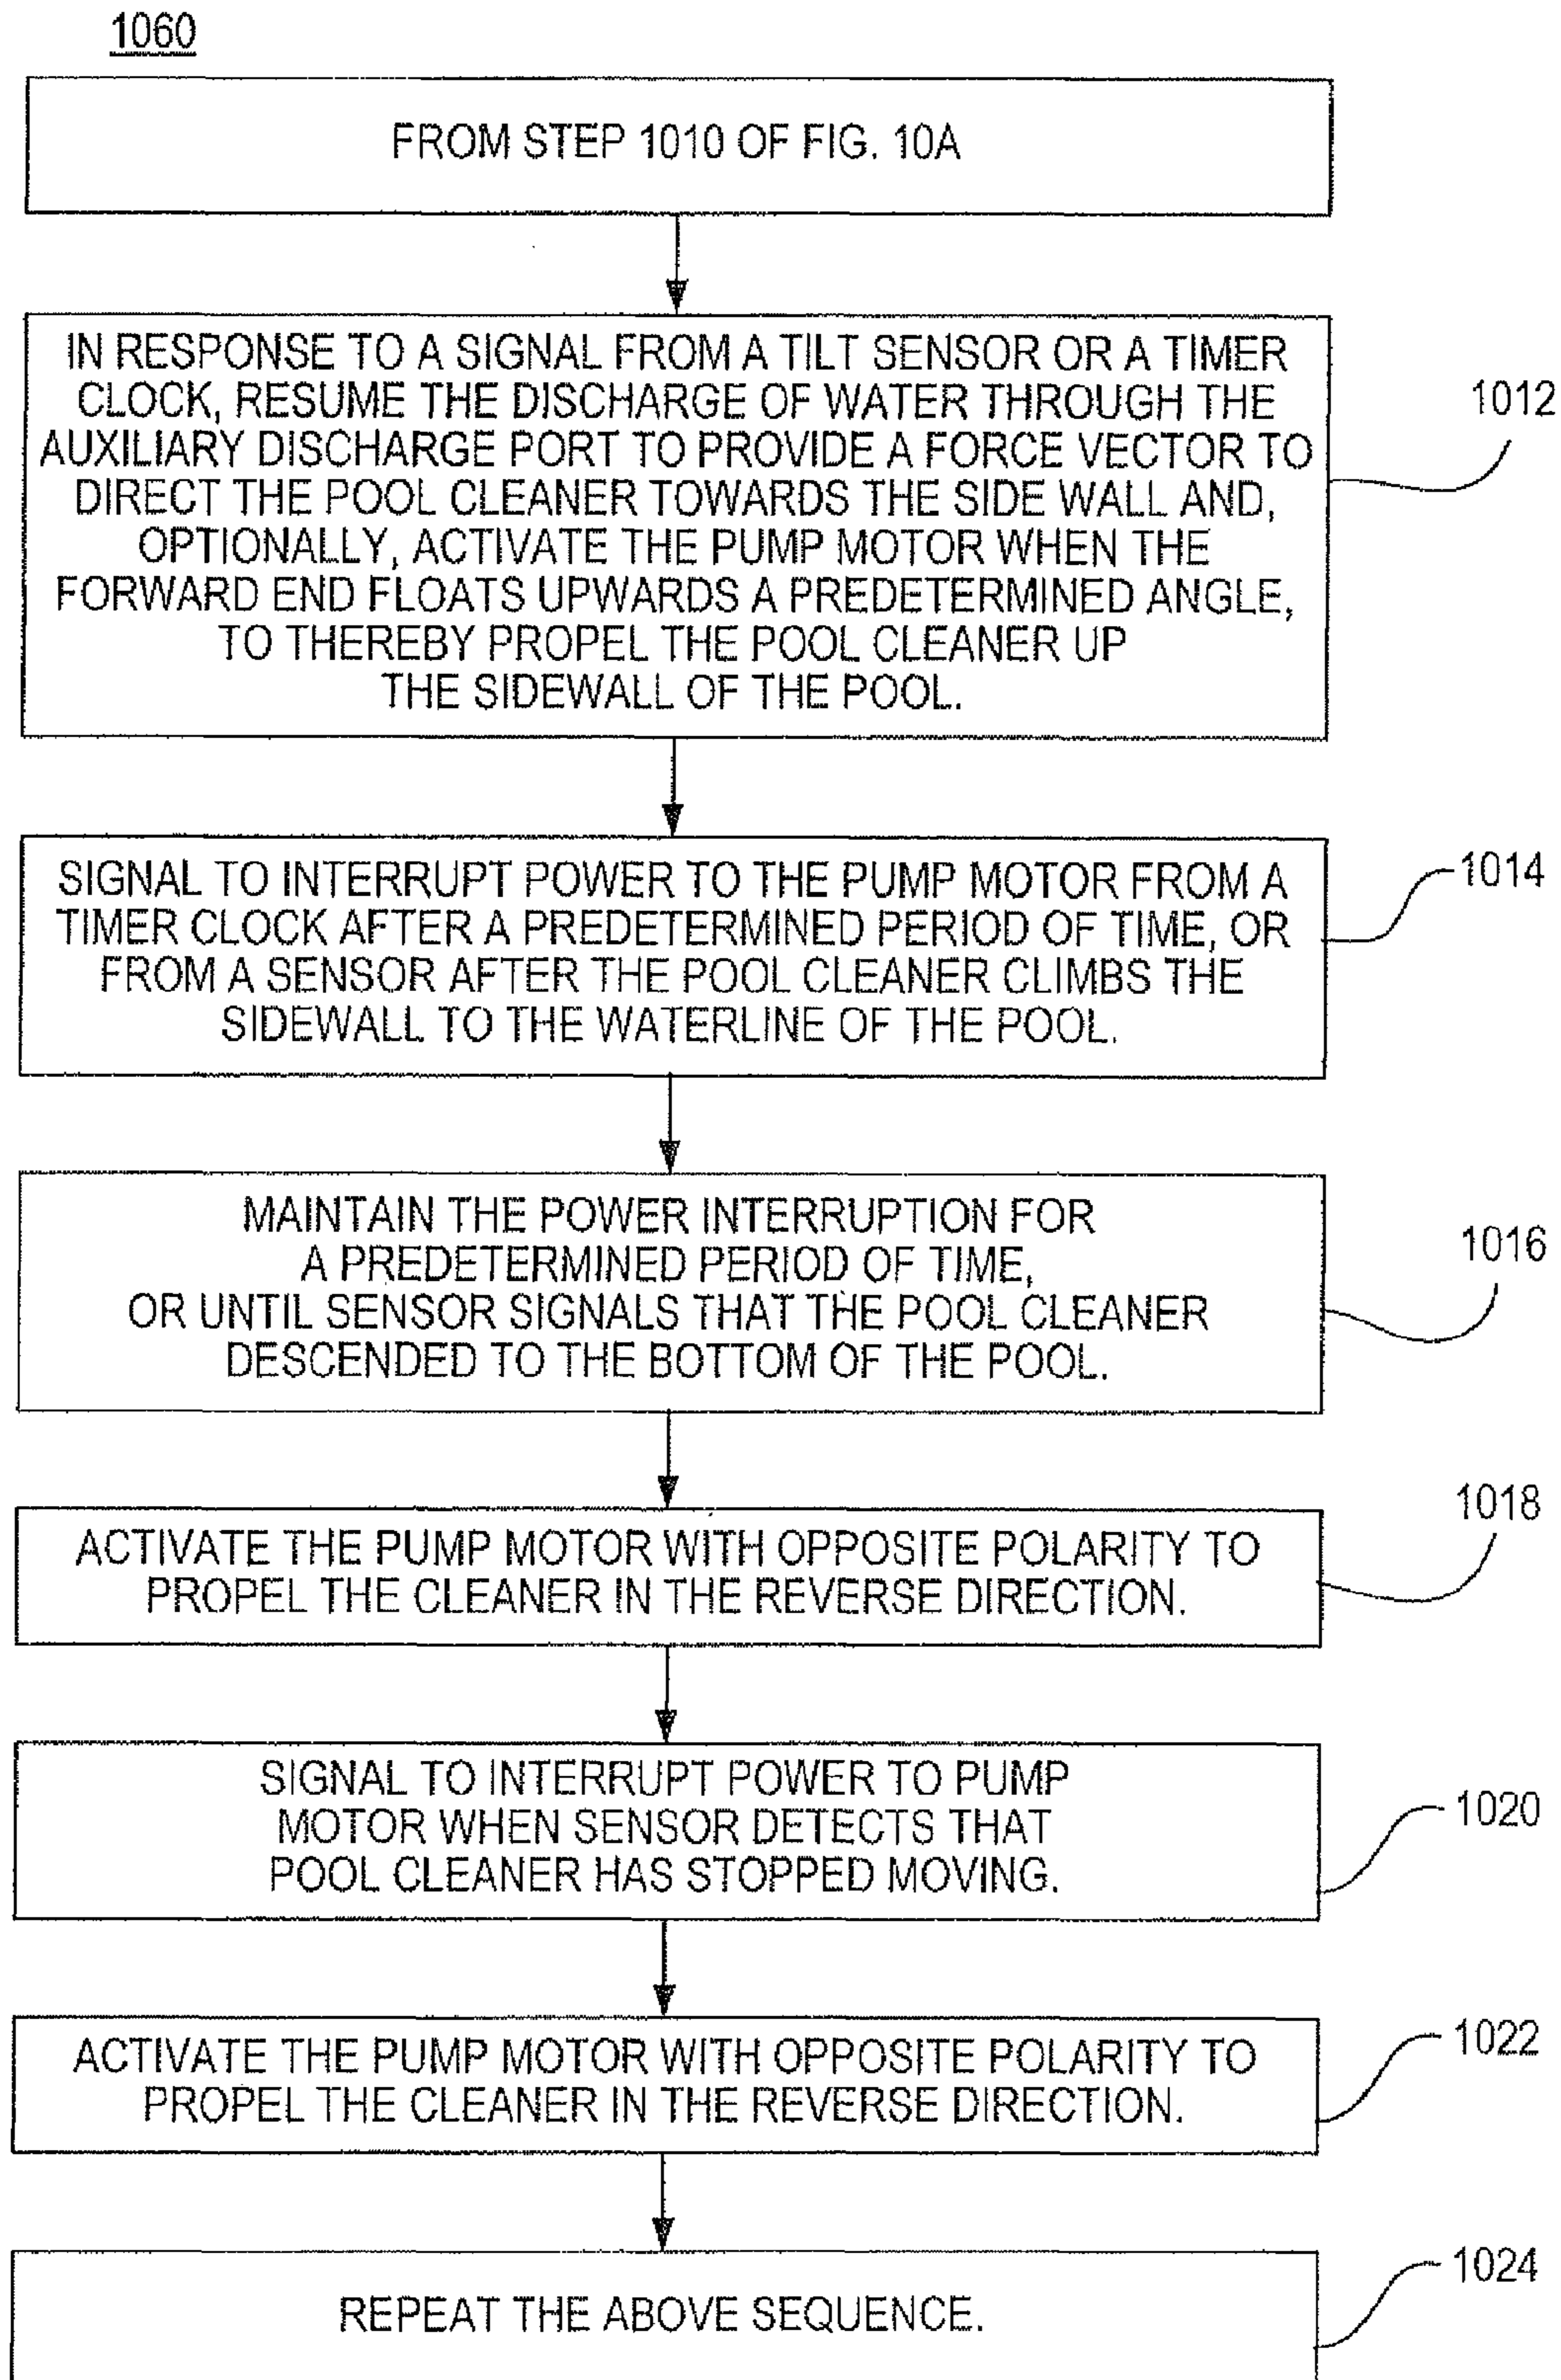 1060
FROM STEP 1010 OF FIG. 10A
IN RESPONSE TO A SIGNAL FROM A TILT SENSOR OR A TIMER
CLOCK, RESUME THE DISCHARGE OF WATER THROUGH THE
AUXILIARY DISCHARGE PORT TO PROVIDE A FORCE VECTOR TO
DIRECT THE POOL CLEANER TOWARDS THE SIDE WALL AND,
OPTIONALLY, ACTIVATE THE PUMP MOTOR WHEN THE
FORWARD END FLOATS UPWARDS A PREDETERMINED ANGLE,
TO THEREBY PROPEL THE POOL CLEANER UP
THE SIDEWALL OF THE POOL.
1012
SIGNAL TO INTERRUPT POWER TO THE PUMP MOTOR FROM A
TIMER CLOCK AFTER A PREDETERMINED PERIOD OF TIME, OR
FROM A SENSOR AFTER THE POOL CLEANER CLIMBS THE
SIDEWALL TO THE WATERLINE OF THE POOL.
1014
MAINTAIN THE POWER INTERRUPTION FOR
A PREDETERMINED PERIOD OF TIME,
OR UNTIL SENSOR SIGNALS THAT THE POOL CLEANER
DESCENDED TO THE BOTTOM OF THE POOL.
1016
ACTIVATE THE PUMP MOTOR WITH OPPOSITE POLARITY TO
PROPEL THE CLEANER IN THE REVERSE DIRECTION.
1018
SIGNAL TO INTERRUPT POWER TO PUMP
MOTOR WHEN SENSOR DETECTS THAT
POOL CLEANER HAS STOPPED MOVING.
1020
ACTIVATE THE PUMP MOTOR WITH OPPOSITE POLARITY TO
PROPEL THE CLEANER IN THE REVERSE DIRECTION.
1022
REPEAT THE ABOVE SEQUENCE.
1024